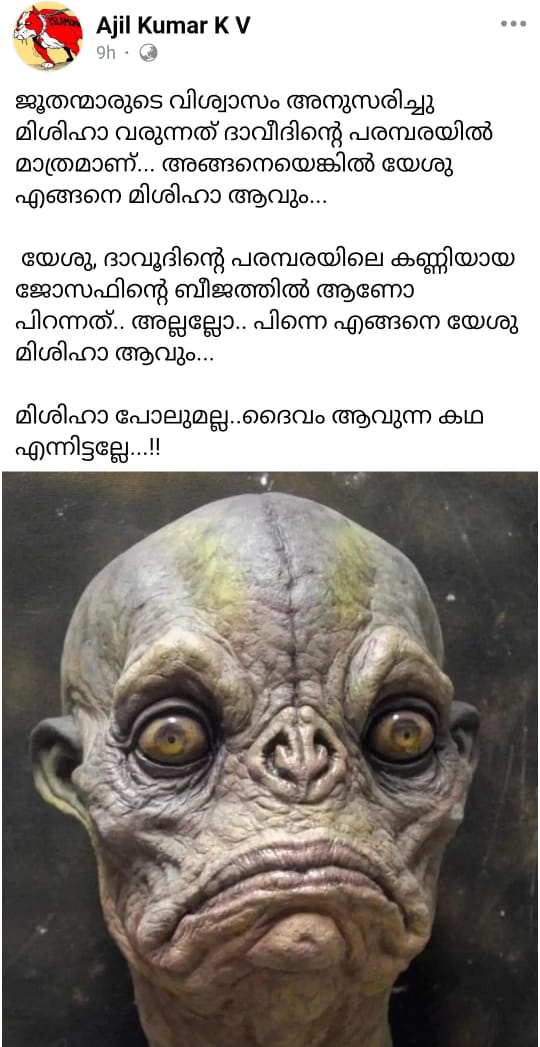 ISLAMOPH
Ajil Kumar K V
9h
ജൂതന്മാരുടെ വിശ്വാസം അനുസരിച്ചു
മിശിഹാ വരുന്നത് ദാവീദിന്റെ പരമ്പരയിൽ
മാത്രമാണ്... അങ്ങനെയെങ്കിൽ യേശു
എങ്ങനെ മിശിഹാ ആവും...
യേശു, ദാവൂദിന്റെ പരമ്പരയിലെ കണ്ണിയായ
ജോസഫിന്റെ ബീജത്തിൽ ആണോ
പിറന്നത്.. അല്ലല്ലോ.. പിന്നെ എങ്ങനെ യേശു
മിശിഹാ ആവും...
മിശിഹാ പോലുമല്ല..ദൈവം ആവുന്ന കഥ
എന്നിട്ടല്ലേ...!!